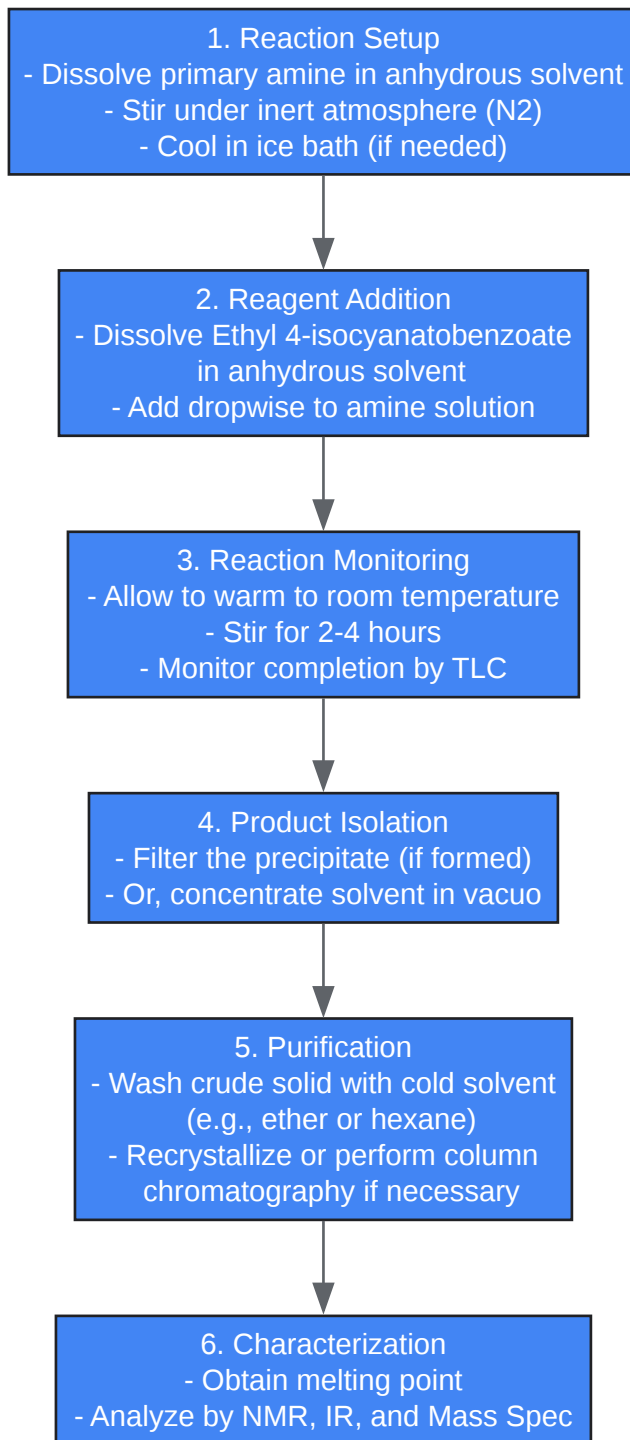 1. Reaction Setup
- Dissolve primary amine in anhydrous solvent
- Stir under inert atmosphere (N2)
- Cool in ice bath (if needed)
2. Reagent Addition
- Dissolve Ethyl 4-isocyanatobenzoate
in anhydrous solvent
- Add dropwise to amine solution
3. Reaction Monitoring
- Allow to warm to room temperature
- Stir for 2-4 hours
- Monitor completion by TLC
4. Product Isolation
- Filter the precipitate (if formed)
- Or, concentrate solvent in vacuo
5. Purification
- Wash crude solid with cold solvent
(e.g., ether or hexane)
- Recrystallize or perform column
chromatography if necessary
6. Characterization
- Obtain melting point
- Analyze by NMR, IR, and Mass Spec